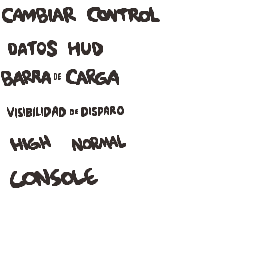 CAMBIAR CONTROL
DATOS HUD
BARRA DE CARGA
VISIBILIDAD DE DISPARO
HIGH NORMAL
CONSOLE